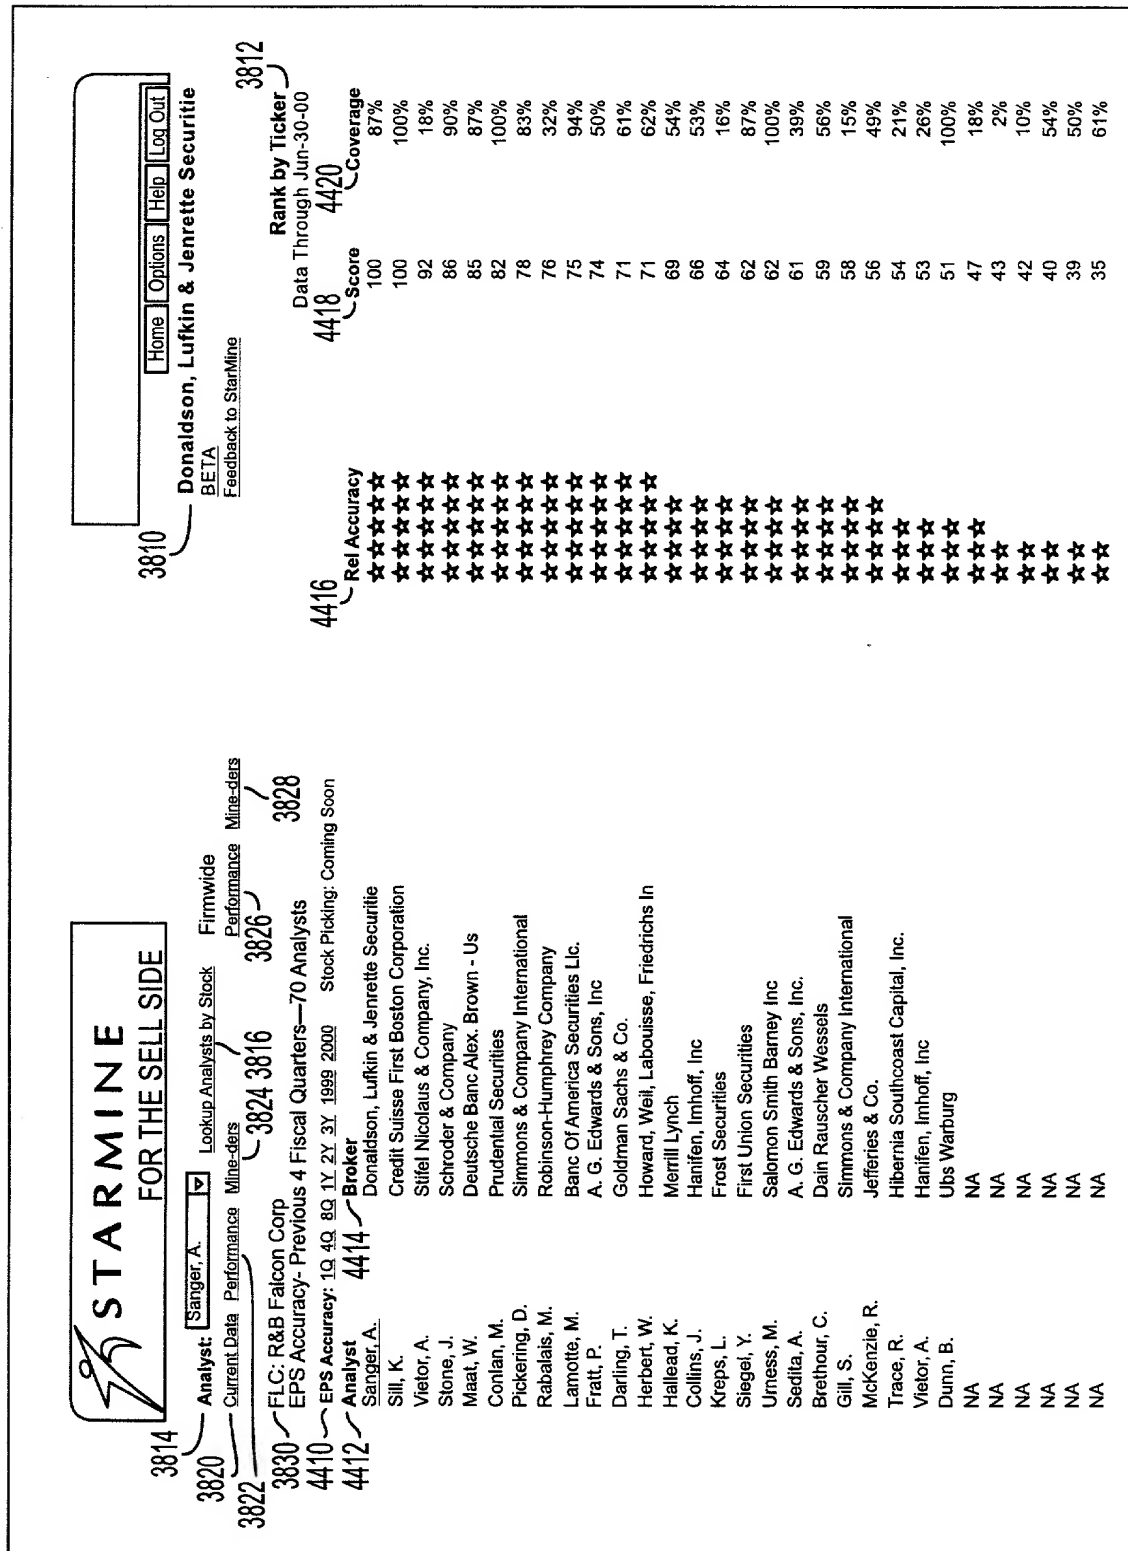 STARMINE
FOR THE SELL SIDE
Home Options Help Log Out
3814 Analyst: Sanger, A. Lookup Analysts by Stock Firmwide 3810 Donaldson, Lufkin & Jenrette Securitie
3820 Current Data Performance Mine-ders Performance Mine-ders BETA
3822 3824 3816 3826 3828 Feedback to StarMine
3830 FLC: R&B Falcon Corp Rank by Ticker 3812
EPS Accuracy- Previous 4 Fiscal Quarters—70 Analysts Data Through Jun-30-00
4410 EPS Accuracy: 1Q 4Q 8Q 1Y 2Y 3Y 1999 2000 Stock Picking: Coming Soon 4416 4418 4420
4412 Analyst 4414 Broker Rel Accuracy Score Coverage
Sanger, A. Donaldson, Lufkin & Jenrette Securitie ☆☆☆☆☆ 100 87%
Sill, K. Credit Suisse First Boston Corporation ☆☆☆☆☆ 100 100%
Vietor, A. Stifel Nicolaus & Company, Inc. ☆☆☆☆☆ 92 18%
Stone, J. Schroder & Company ☆☆☆☆☆ 86 90%
Maat, W. Deutsche Banc Alex. Brown - Us ☆☆☆☆☆ 85 87%
Conlan, M. Prudential Securities ☆☆☆☆☆ 82 100%
Pickering, D. Simmons & Company International ☆☆☆☆☆ 78 83%
Rabalais, M. Robinson-Humphrey Company ☆☆☆☆☆ 76 32%
Lamotte, M. Banc Of America Securities Llc. ☆☆☆☆☆ 75 94%
Fratt, P. A. G. Edwards & Sons, Inc ☆☆☆☆☆ 74 50%
Darling, T. Goldman Sachs & Co. ☆☆☆☆☆ 71 61%
Herbert, W. Howard, Weil, Labouisse, Friedrichs In ☆☆☆☆☆ 71 62%
Hallead, K. Merrill Lynch ☆☆☆☆ 69 54%
Collins, J. Hanifen, Imhoff, Inc ☆☆☆☆ 66 53%
Kreps, L. Frost Securities ☆☆☆☆ 64 16%
Siegel, Y. First Union Securities ☆☆☆☆ 62 87%
Urness, M. Salomon Smith Barney Inc ☆☆☆☆ 62 100%
Sedita, A. A. G. Edwards & Sons, Inc. ☆☆☆☆ 61 39%
Brethour, C. Dain Rauscher Wessels ☆☆☆☆ 59 56%
Gill, S. Simmons & Company International ☆☆☆☆ 58 15%
McKenzie, R. Jefferies & Co. ☆☆☆☆ 56 49%
Trace, R. Hibernia Southcoast Capital, Inc. ☆☆☆ 54 21%
Vietor, A. Hanifen, Imhoff, Inc ☆☆☆ 53 26%
Dunn, B. Ubs Warburg ☆☆☆ 51 100%
NA NA ☆☆☆ 47 18%
NA NA ☆☆ 43 2%
NA NA ☆☆ 42 10%
NA NA ☆☆ 40 54%
NA NA ☆☆ 39 50%
NA NA ☆☆ 35 61%